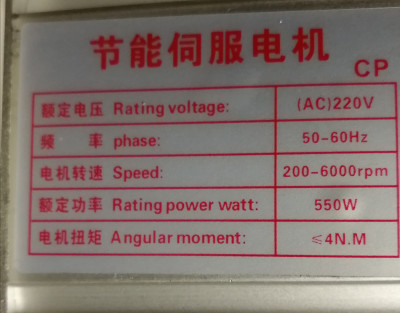 节能伺服电机
CP
额定电压 Rating voltage: (AC)220V
频 率 phase: 50-60Hz
电机转速 Speed: 200-6000rpm
额定功率 Rating power watt: 550W
电机扭矩 Angular moment: ≤4N.M